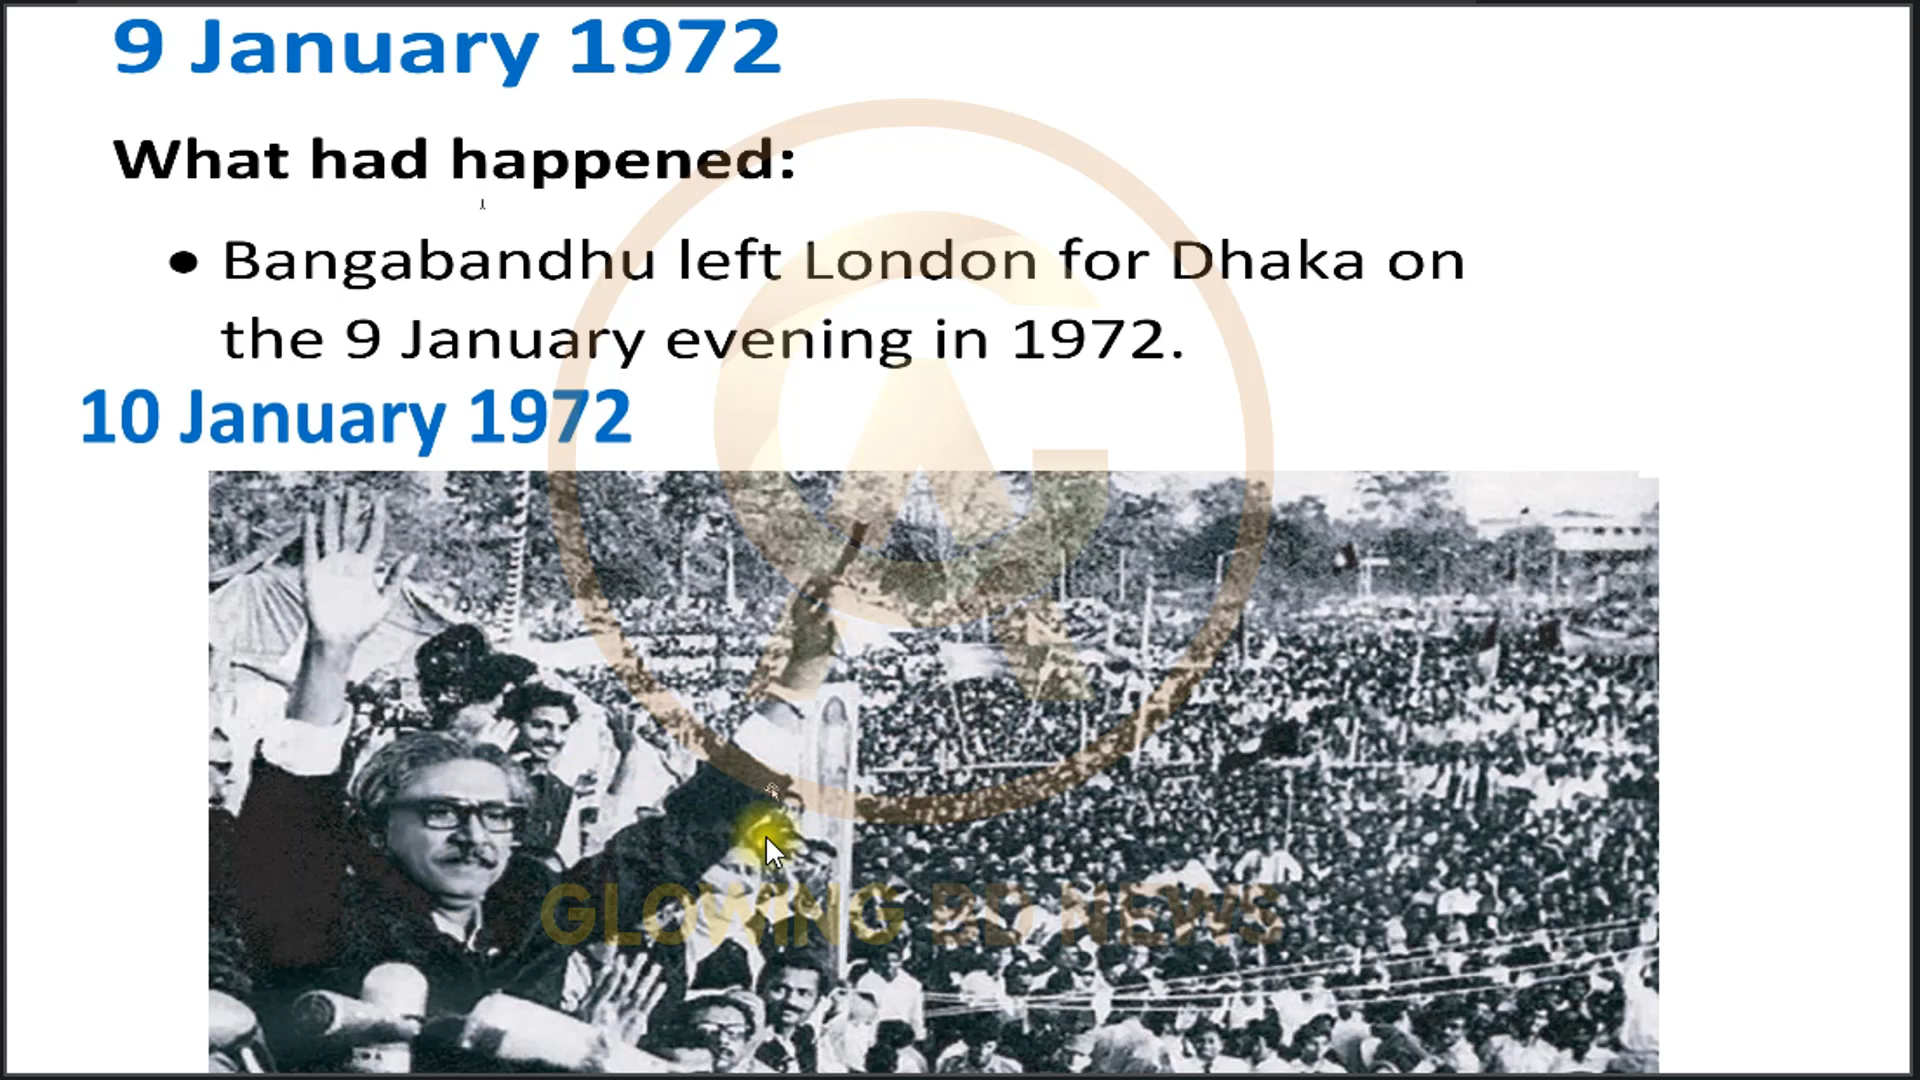 9 January 1972
What had happened:
• Bangabandhu left London for Dhaka on
the 9 January evening in 1972.
10 January 1972
GLOWING BD NEWS